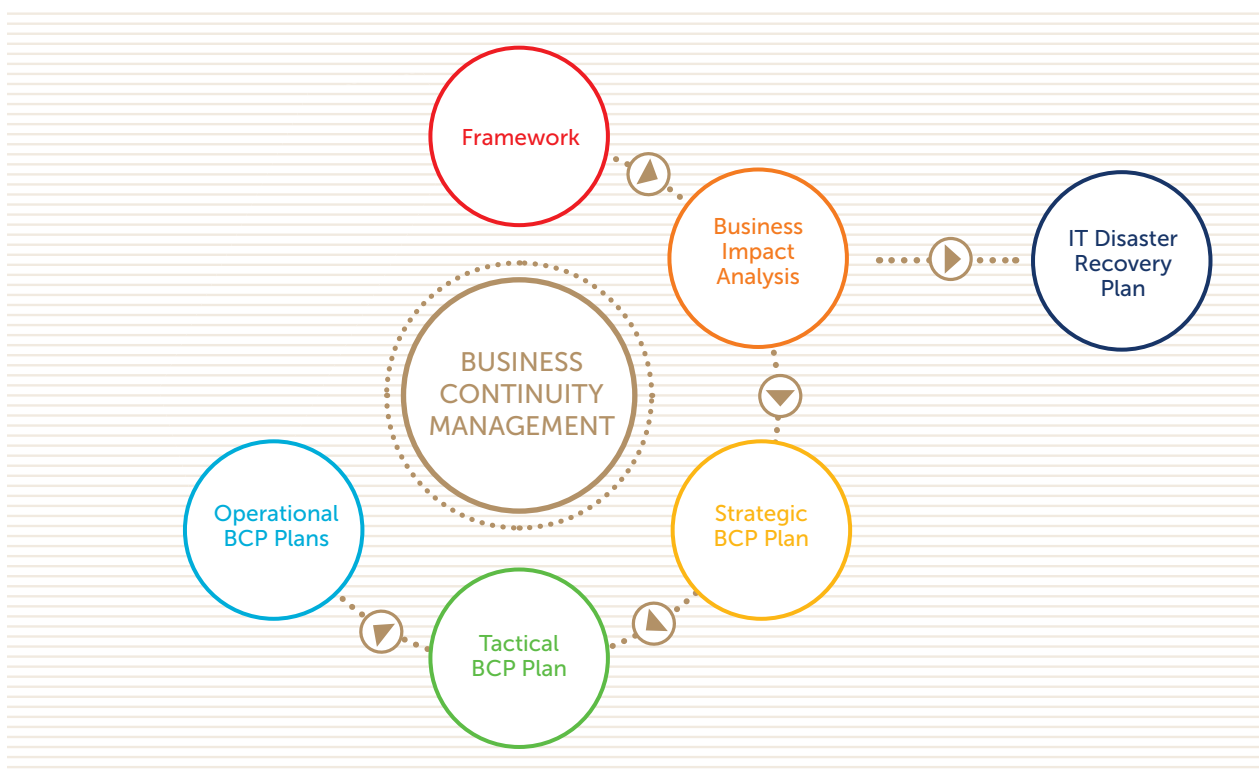 Framework
Business
Impact
Analysis
IT Disaster
Recovery
Plan
BUSINESS
CONTINUITY
MANAGEMENT
Operational
BCP Plans
Strategic
BCP Plan
Tactical
BCP Plan